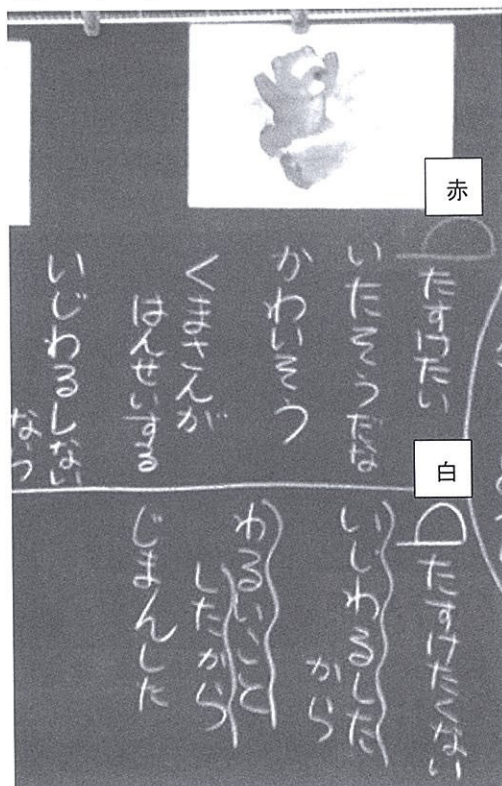 赤
たすけたい
いたそうだな
かわいそう
くまさんが
はんせいする
いじわるしない
白
たすけたくない
いじわるした
から
わるいこと
したから
じまんした